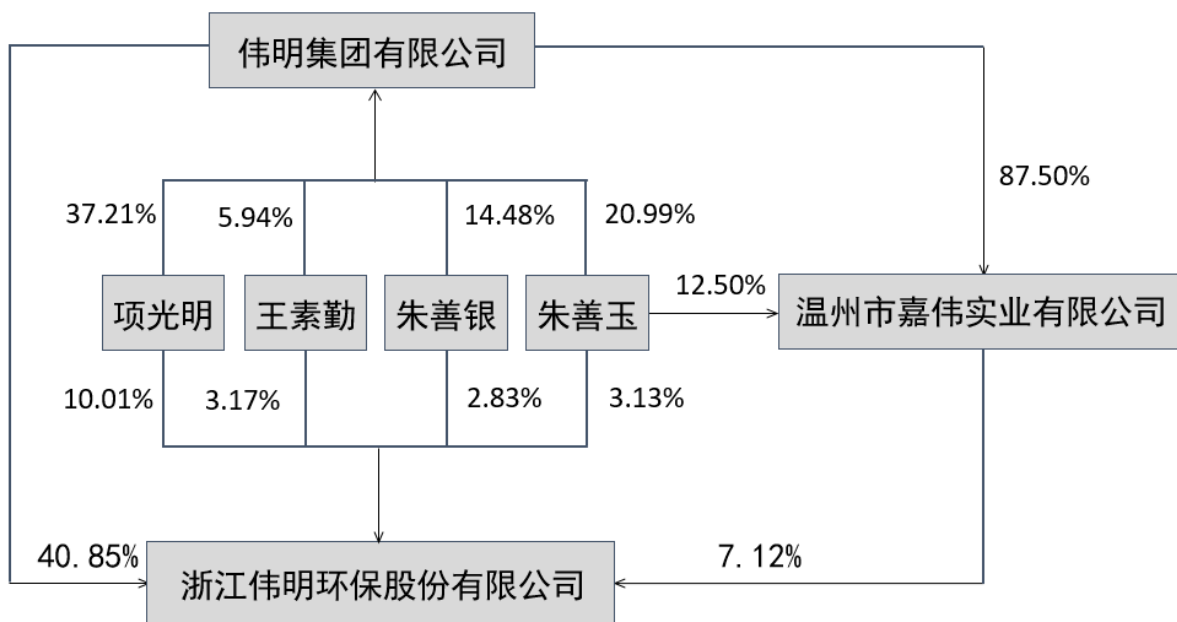 伟明集团有限公司
87.50%
37.21%
5.94%
14.48%
20.99%
项光明
王素勤
朱善银
朱善玉
12.50%
温州市嘉伟实业有限公司
10.01%
3.17%
2.83%
3.13%
40.85%
浙江伟明环保股份有限公司
7.12%